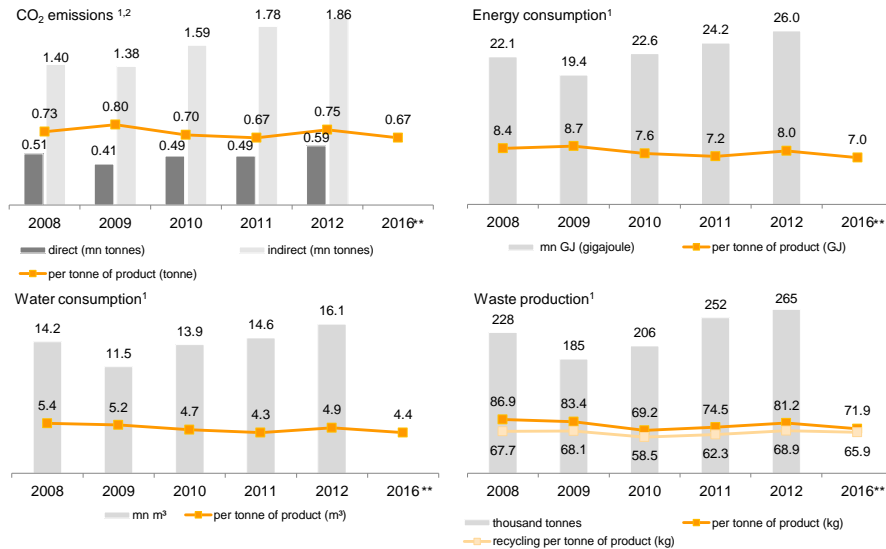 CO₂ emissions ¹,²
1.40 1.38 1.59 1.78 1.86
0.73 0.80 0.70 0.67 0.75 0.67
0.51 0.41 0.49 0.49 0.59
2008 2009 2010 2011 2012 2016**
direct (mn tonnes) indirect (mn tonnes)
per tonne of product (tonne)
Energy consumption¹
22.1 19.4 22.6 24.2 26.0
8.4 8.7 7.6 7.2 8.0 7.0
2008 2009 2010 2011 2012 2016**
mn GJ (gigajoule) per tonne of product (GJ)
Water consumption¹
14.2 11.5 13.9 14.6 16.1
5.4 5.2 4.7 4.3 4.9 4.4
2008 2009 2010 2011 2012 2016**
mn m³ per tonne of product (m³)
Waste production¹
228 185 206 252 265
86.9 83.4 69.2 74.5 81.2 71.9
67.7 68.1 58.5 62.3 68.9 65.9
2008 2009 2010 2011 2012 2016**
thousand tonnes per tonne of product (kg)
recycling per tonne of product (kg)